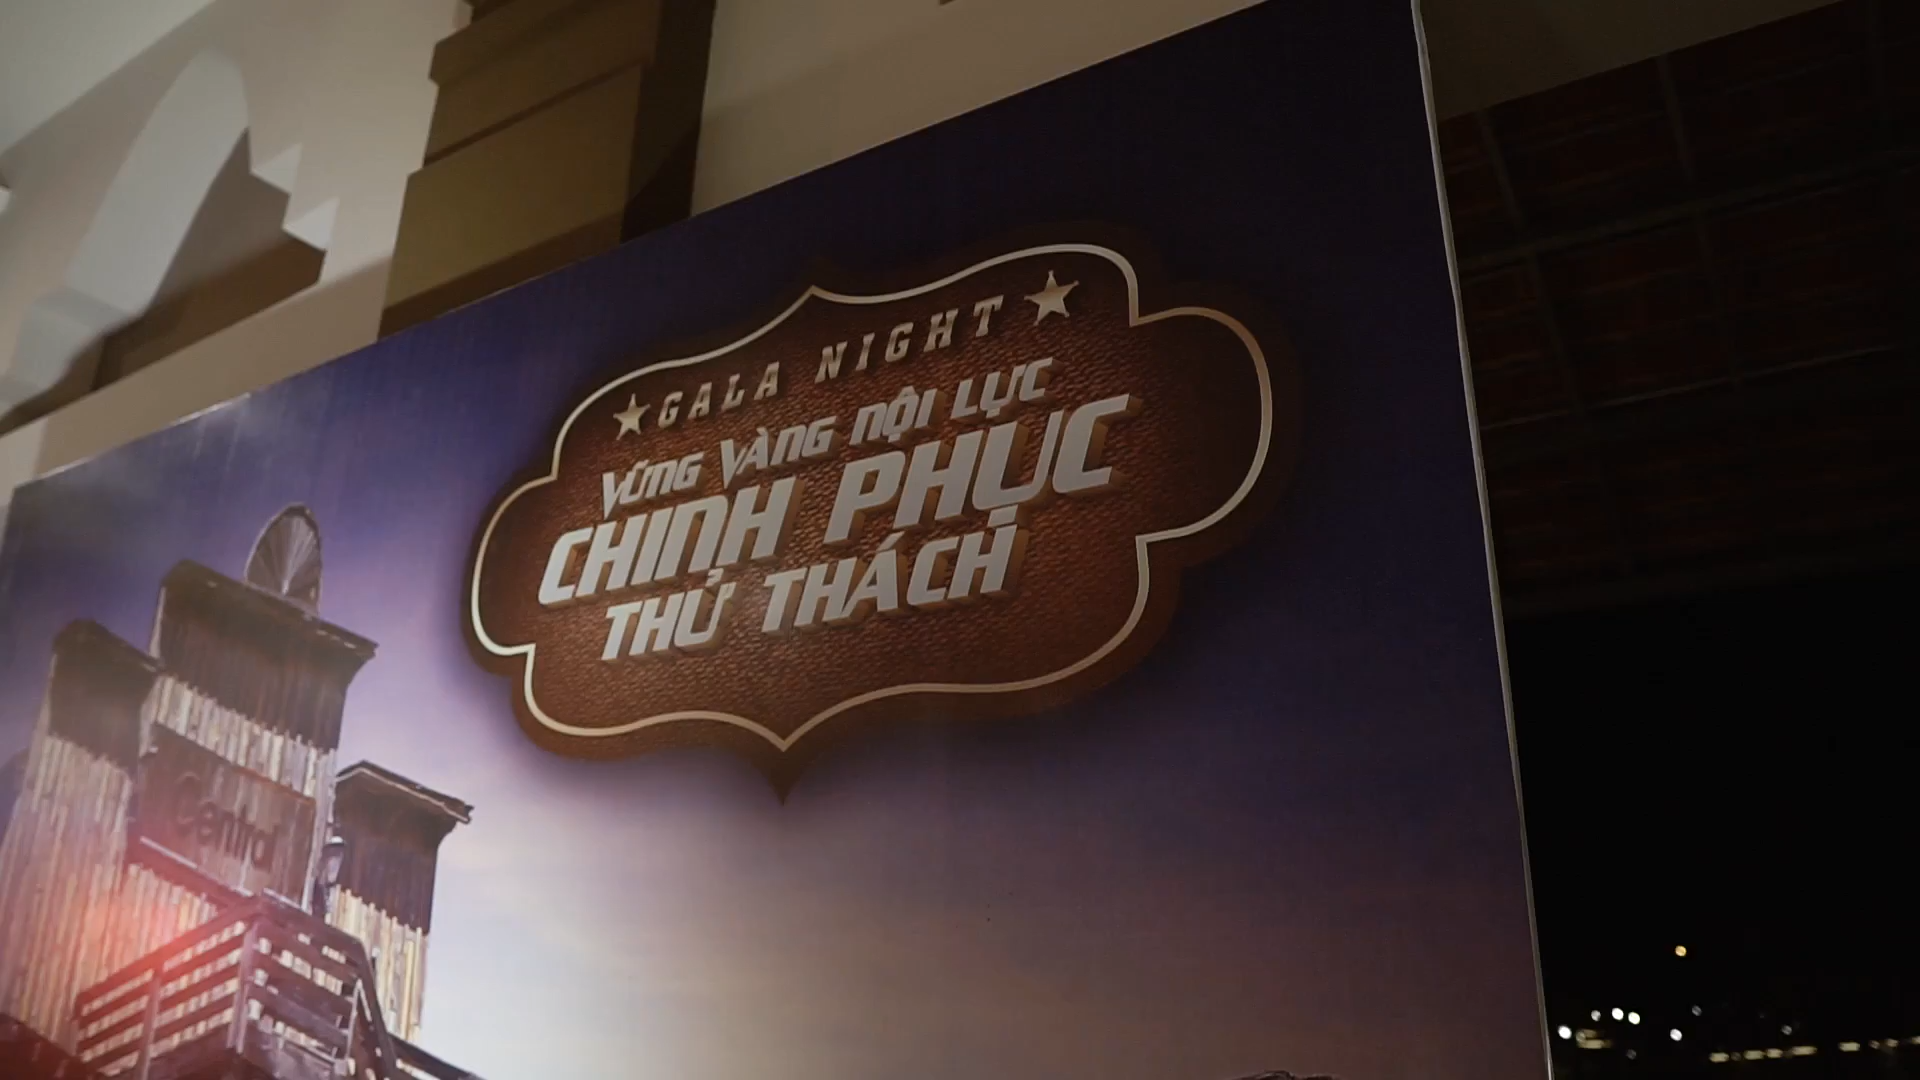 GALA NIGHT
VỮNG VÀNG NỘI LỰC
CHINH PHỤC
THỬ THÁCH
Central